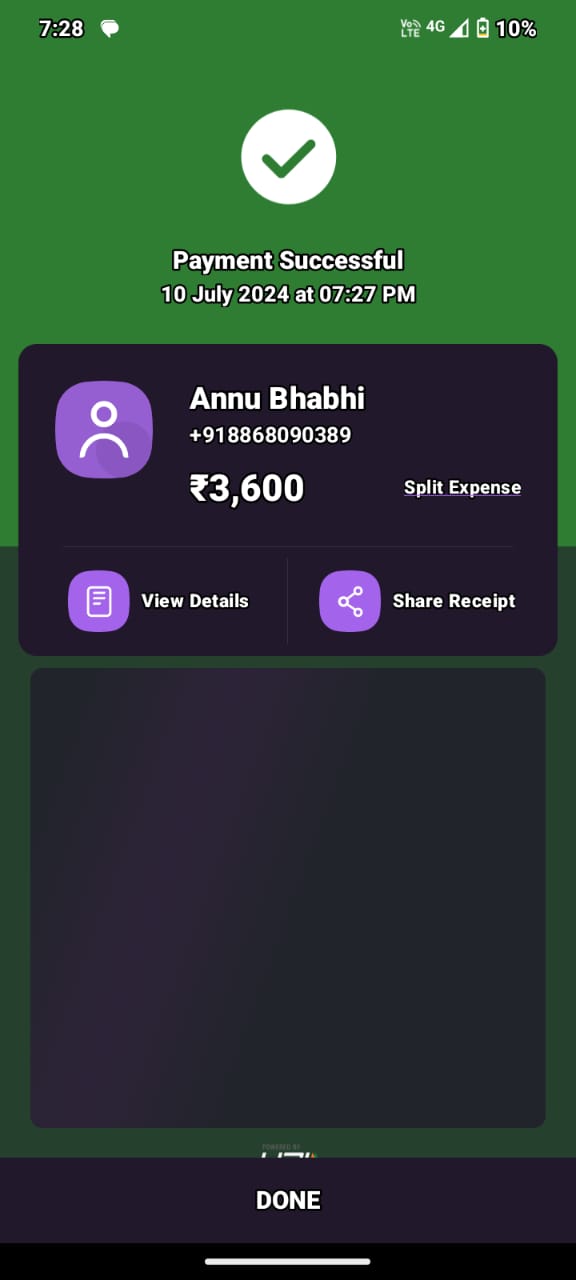 7:28 Vo LTE 4G 10%
Payment Successful
10 July 2024 at 07:27 PM
Annu Bhabhi
+918868090389
₹3,600
Split Expense
View Details
Share Receipt
POWERED BY
DONE